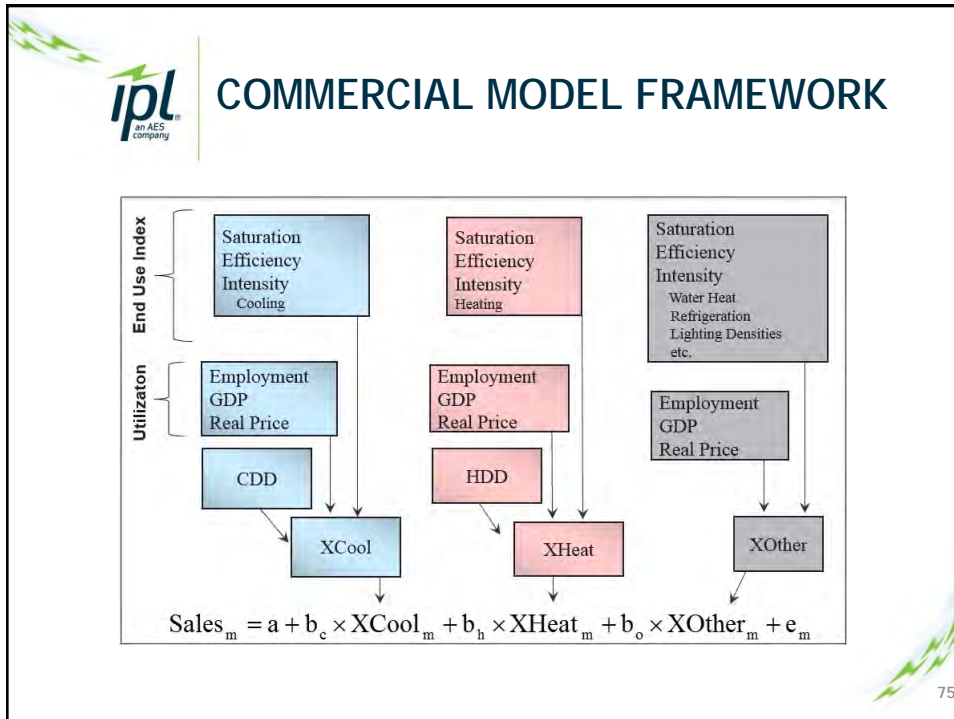 ipl®
an AES
company
COMMERCIAL MODEL FRAMEWORK
End Use Index
Saturation
Efficiency
Intensity
Cooling
Saturation
Efficiency
Intensity
Heating
Saturation
Efficiency
Intensity
Water Heat
Refrigeration
Lighting Densities
etc.
Utilizaton
Employment
GDP
Real Price
Employment
GDP
Real Price
Employment
GDP
Real Price
CDD
HDD
XCool
XHeat
XOther
Salesₘ = a + b_c × XCoolₘ + bₕ × XHeatₘ + bₒ × XOtherₘ + eₘ
75